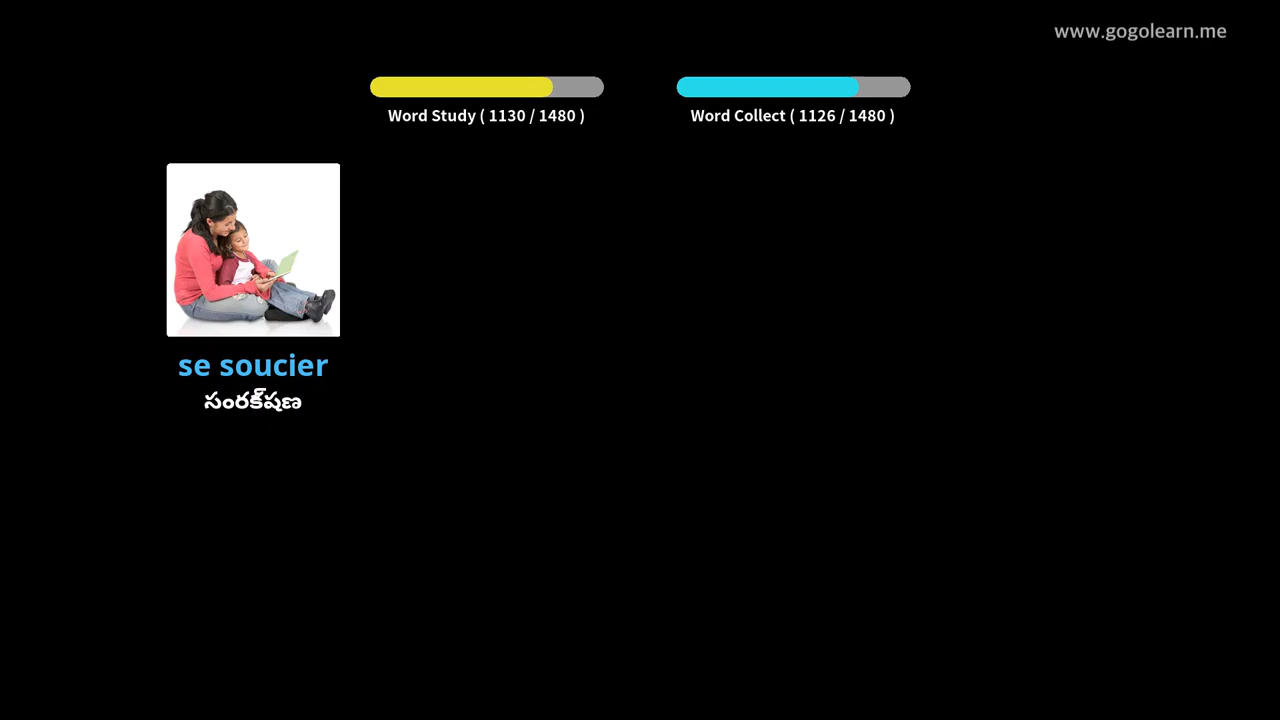 www.gogolearn.me
Word Study ( 1130 / 1480 )
Word Collect ( 1126 / 1480 )
se soucier
సంరక్షణ